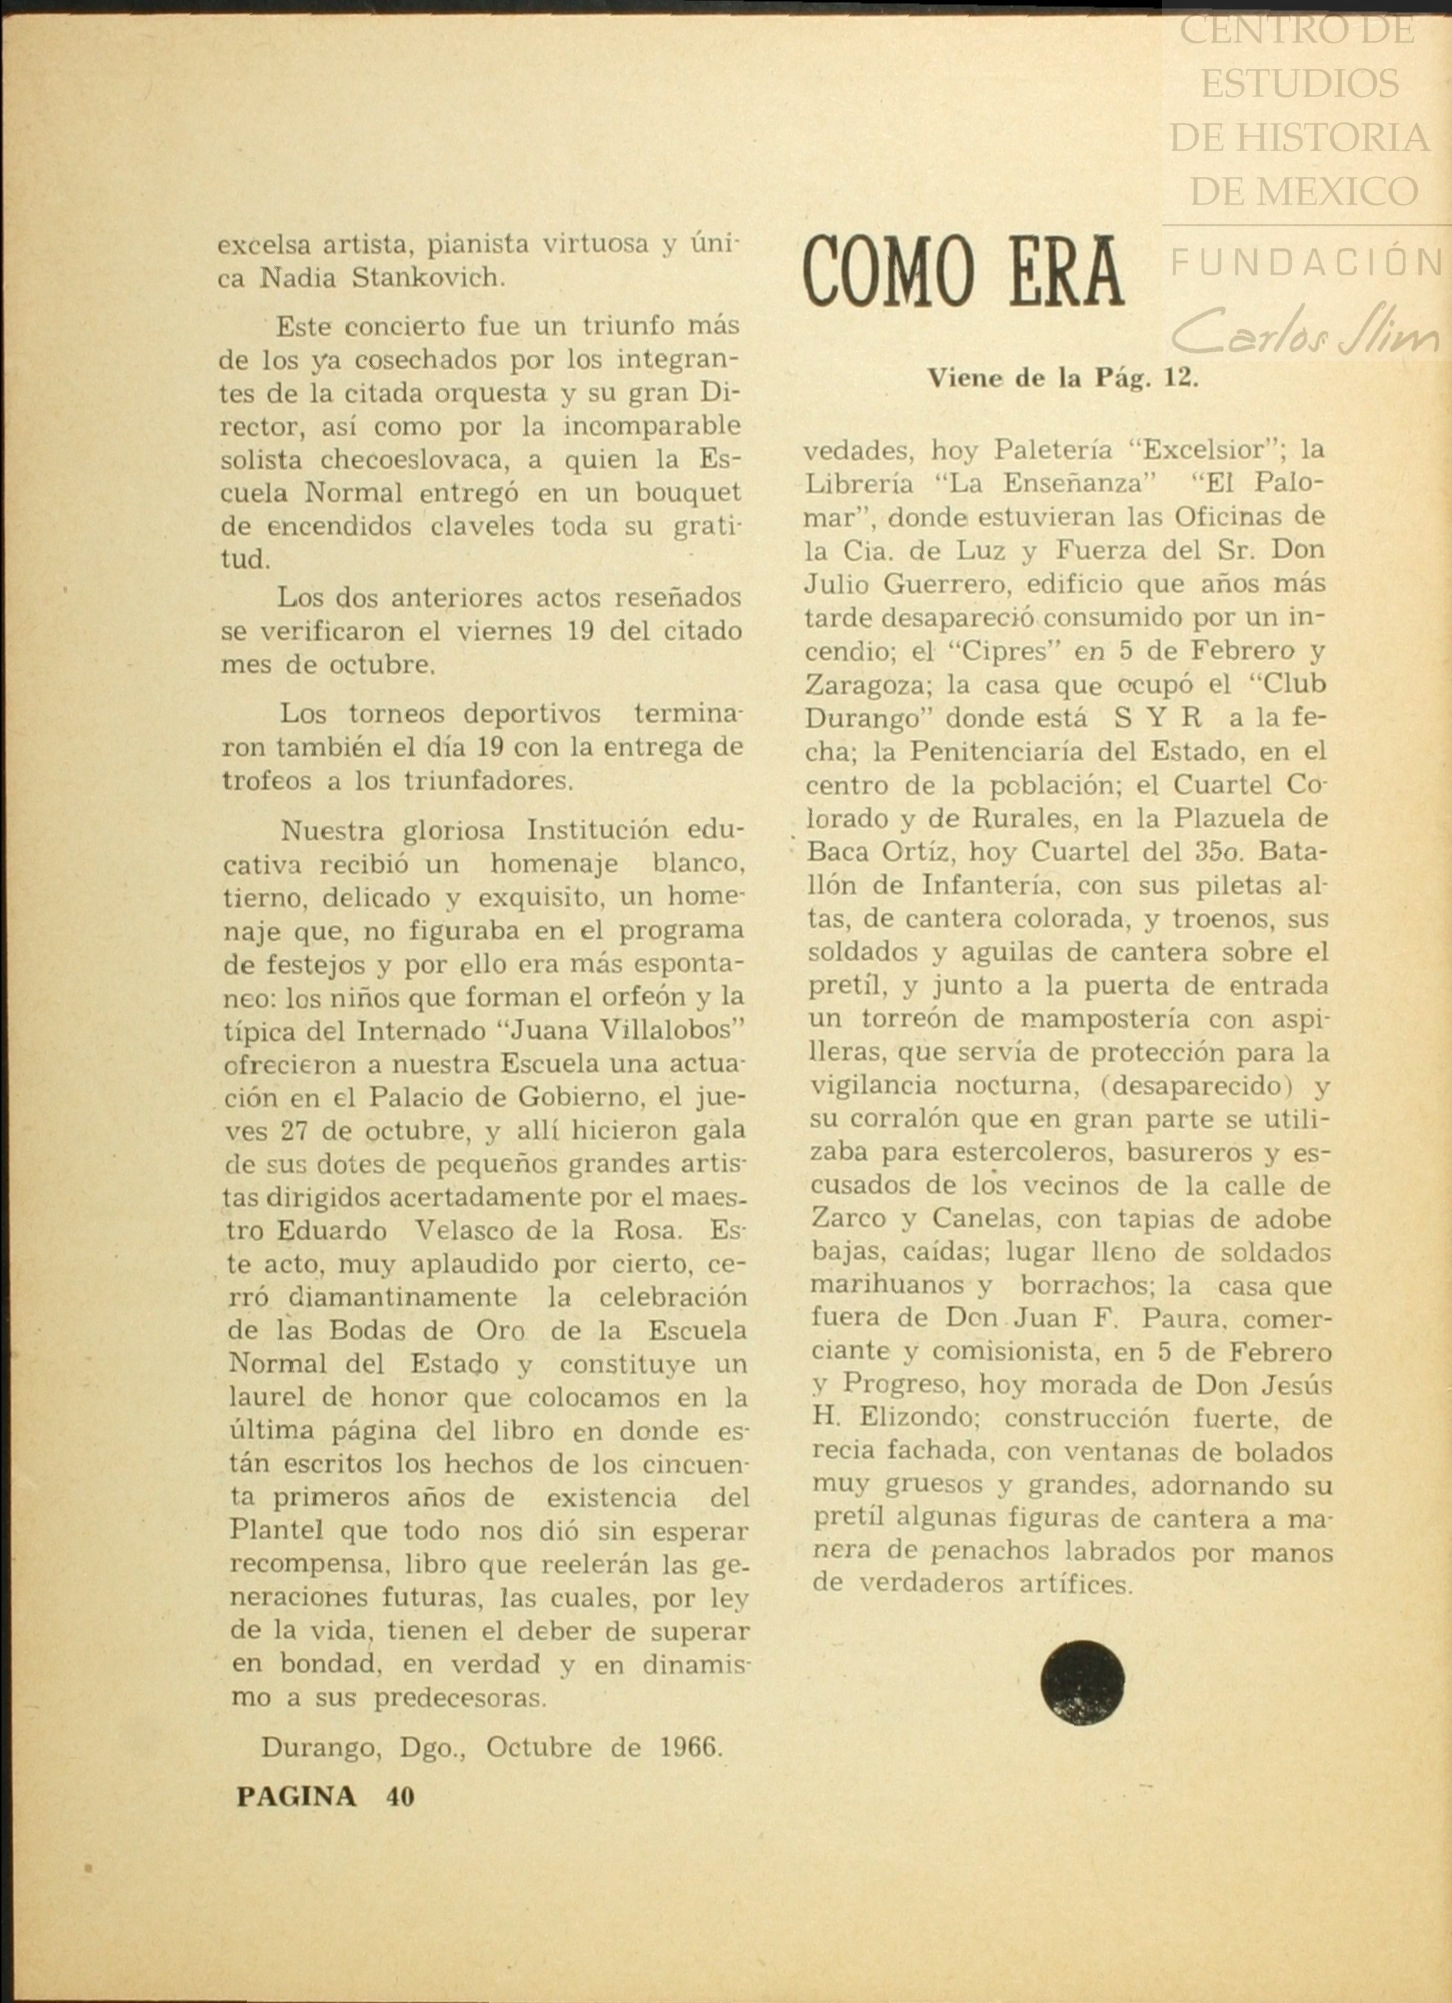 CENTRO DE
ESTUDIOS
DE HISTORIA
DE MEXICO
FUNDACIÓN
Carlos Slim
excelsa artista, pianista virtuosa y úni-
ca Nadia Stankovich.
Este concierto fue un triunfo más
de los ya cosechados por los integran-
tes de la citada orquesta y su gran Di-
rector, así como por la incomparable
solista checoeslovaca, a quien la Es-
cuela Normal entregó en un bouquet
de encendidos claveles toda su grati-
tud.
Los dos anteriores actos reseñados
se verificaron el viernes 19 del citado
mes de octubre.
Los torneos deportivos termina-
ron también el día 19 con la entrega de
trofeos a los triunfadores.
Nuestra gloriosa Institución edu-
cativa recibió un homenaje blanco,
tierno, delicado y exquisito, un home-
naje que, no figuraba en el programa
de festejos y por ello era más esponta-
neo: los niños que forman el orfeón y la
típica del Internado “Juana Villalobos”
ofrecieron a nuestra Escuela una actua-
ción en el Palacio de Gobierno, el jue-
ves 27 de octubre, y allí hicieron gala
de sus dotes de pequeños grandes artis-
tas dirigidos acertadamente por el maes-
tro Eduardo Velasco de la Rosa. Es-
te acto, muy aplaudido por cierto, ce-
rró diamantinamente la celebración
de las Bodas de Oro de la Escuela
Normal del Estado y constituye un
laurel de honor que colocamos en la
última página del libro en donde es-
tán escritos los hechos de los cincuen-
ta primeros años de existencia del
Plantel que todo nos dió sin esperar
recompensa, libro que reelerán las ge-
neraciones futuras, las cuales, por ley
de la vida, tienen el deber de superar
en bondad, en verdad y en dinamis-
mo a sus predecesoras.
Durango, Dgo., Octubre de 1966.
PAGINA 40
COMO ERA
Viene de la Pág. 12.
vedades, hoy Paletería “Excelsior”; la
Librería “La Enseñanza” “El Palo-
mar”, donde estuvieran las Oficinas de
la Cia. de Luz y Fuerza del Sr. Don
Julio Guerrero, edificio que años más
tarde desapareció consumido por un in-
cendio; el “Cipres” en 5 de Febrero y
Zaragoza; la casa que ocupó el “Club
Durango” donde está S Y R a la fe-
cha; la Penitenciaría del Estado, en el
centro de la población; el Cuartel Co-
lorado y de Rurales, en la Plazuela de
Baca Ortíz, hoy Cuartel del 35o. Bata-
llón de Infantería, con sus piletas al-
tas, de cantera colorada, y troenos, sus
soldados y aguilas de cantera sobre el
pretíl, y junto a la puerta de entrada
un torreón de mampostería con aspi-
lleras, que servía de protección para la
vigilancia nocturna, (desaparecido) y
su corralón que en gran parte se utili-
zaba para estercoleros, basureros y es-
cusados de los vecinos de la calle de
Zarco y Canelas, con tapias de adobe
bajas, caídas; lugar lleno de soldados
marihuanos y borrachos; la casa que
fuera de Don Juan F. Paura, comer-
ciante y comisionista, en 5 de Febrero
y Progreso, hoy morada de Don Jesús
H. Elizondo; construcción fuerte, de
recia fachada, con ventanas de bolados
muy gruesos y grandes, adornando su
pretíl algunas figuras de cantera a ma-
nera de penachos labrados por manos
de verdaderos artífices.